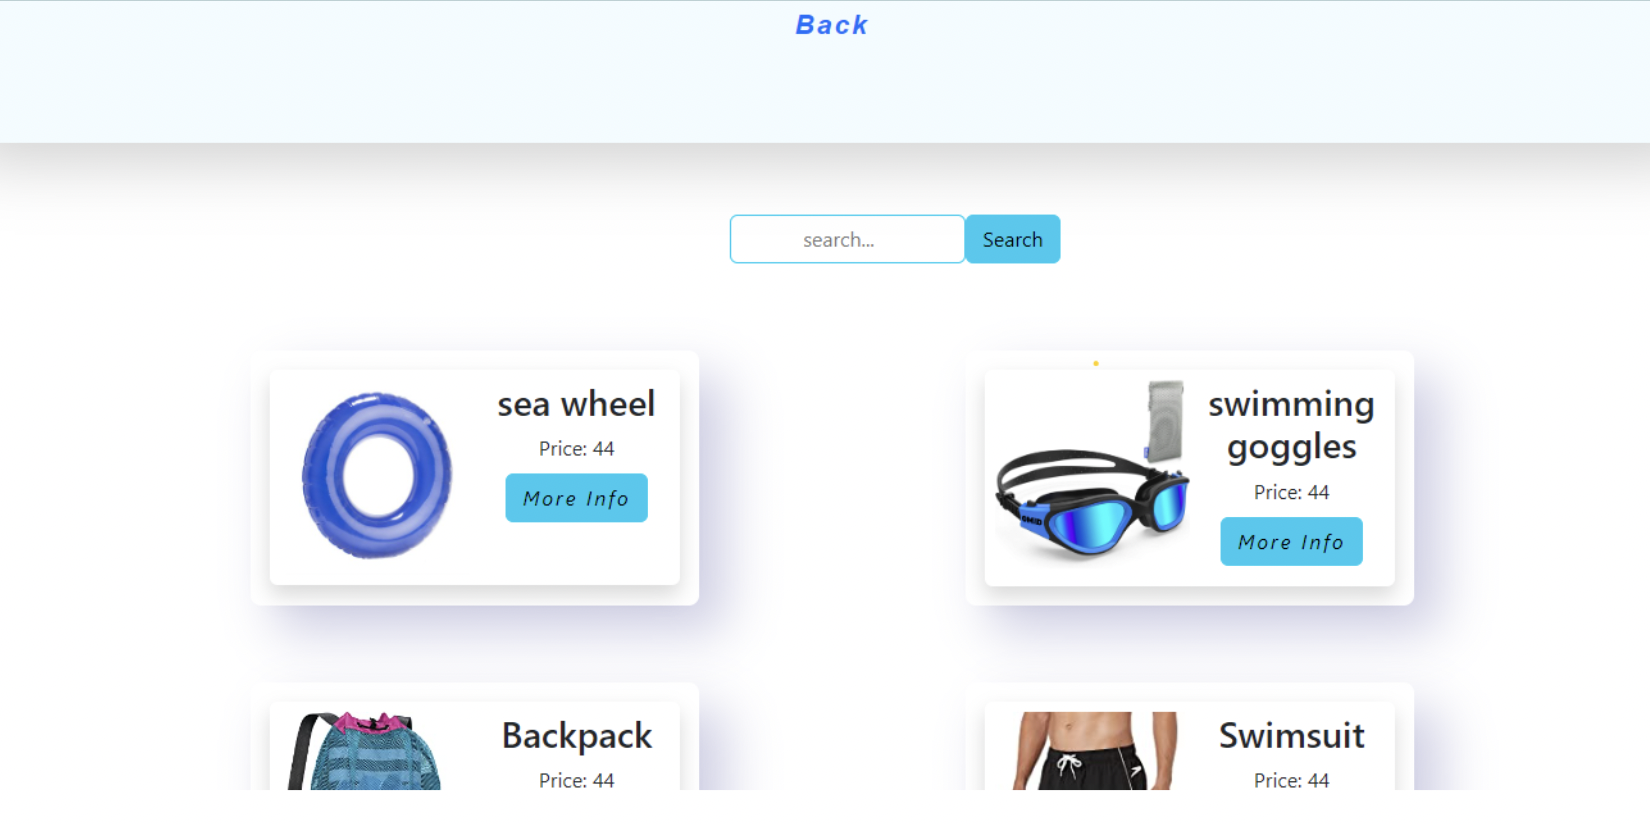 Back
search...
Search
sea wheel
Price: 44
More Info
swimming
goggles
Price: 44
More Info
Backpack
Price: 44
Swimsuit
Price: 44